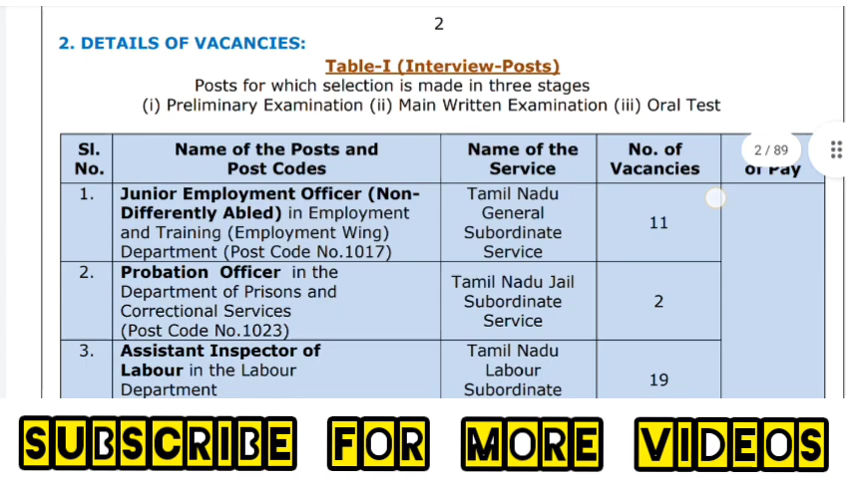 2
2. DETAILS OF VACANCIES:
Table-I (Interview-Posts)
Posts for which selection is made in three stages
(i) Preliminary Examination (ii) Main Written Examination (iii) Oral Test
Sl. No.
Name of the Posts and Post Codes
Name of the Service
No. of Vacancies
of Pay
2 / 89
1.
Junior Employment Officer (Non-
Differently Abled) in Employment
and Training (Employment Wing)
Department (Post Code No.1017)
Tamil Nadu
General
Subordinate
Service
11
2.
Probation Officer in the
Department of Prisons and
Correctional Services
(Post Code No.1023)
Tamil Nadu Jail
Subordinate
Service
2
3.
Assistant Inspector of
Labour in the Labour
Department
Tamil Nadu
Labour
Subordinate
19
SUBSCRIBE FOR MORE VIDEOS